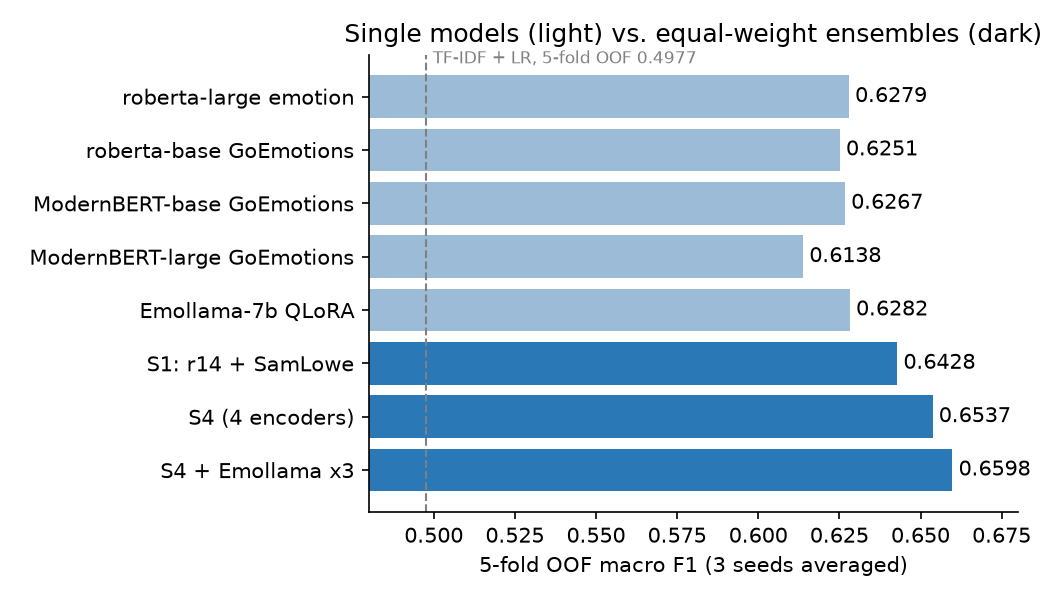 Single models (light) vs. equal-weight ensembles (dark)
TF-IDF + LR, 5-fold OOF 0.4977
roberta-large emotion 0.6279
roberta-base GoEmotions 0.6251
ModernBERT-base GoEmotions 0.6267
ModernBERT-large GoEmotions 0.6138
Emollama-7b QLoRA 0.6282
S1: r14 + SamLowe 0.6428
S4 (4 encoders) 0.6537
S4 + Emollama x3 0.6598
0.500 0.525 0.550 0.575 0.600 0.625 0.650 0.675
5-fold OOF macro F1 (3 seeds averaged)